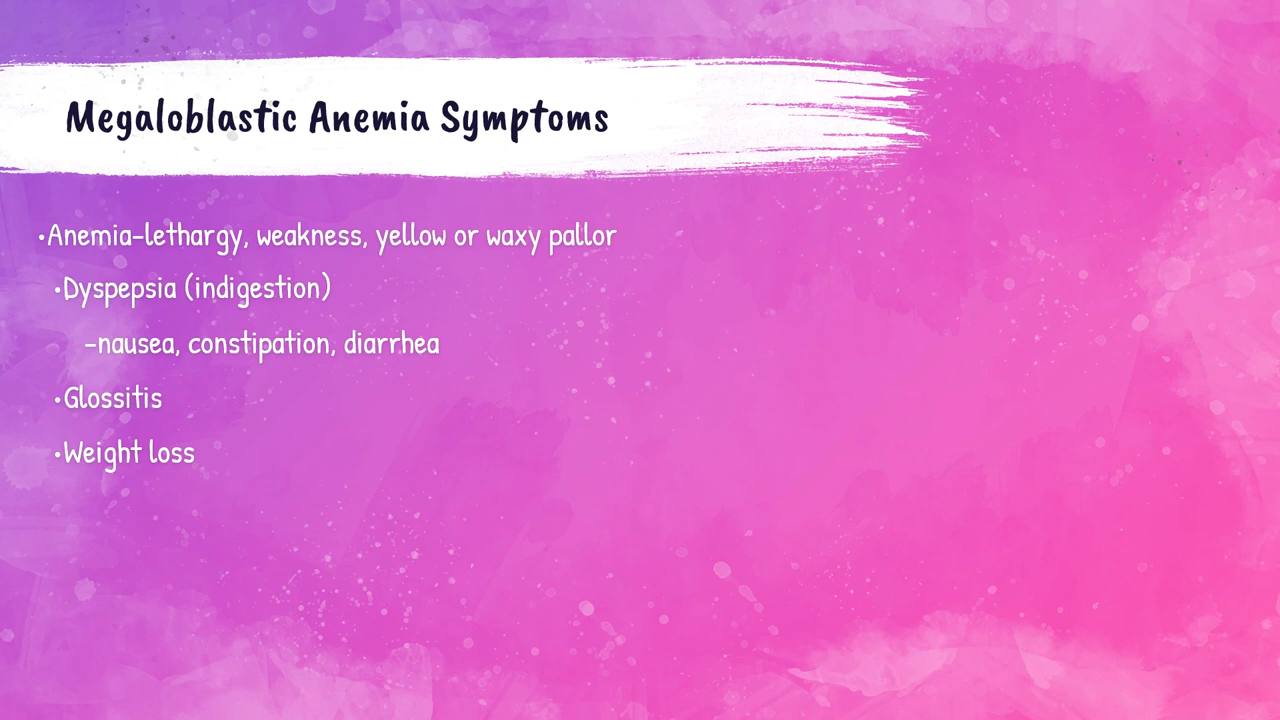 Megaloblastic Anemia Symptoms
•Anemia-lethargy, weakness, yellow or waxy pallor
•Dyspepsia (indigestion)
-nausea, constipation, diarrhea
•Glossitis
•Weight loss